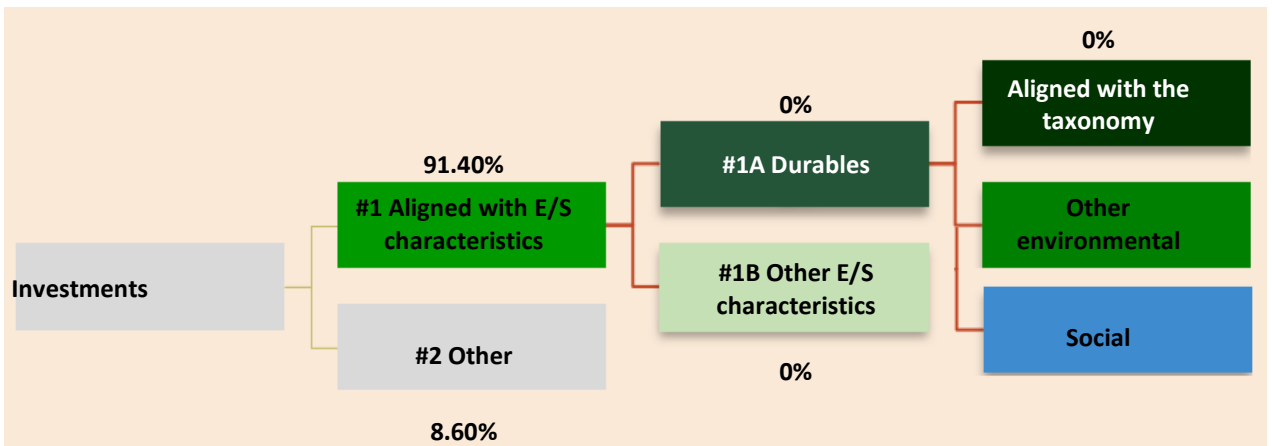 0%
Aligned with the
taxonomy
0%
#1A Durables
91.40%
#1 Aligned with E/S
characteristics
Other
environmental
#1B Other E/S
characteristics
Investments
Social
#2 Other
0%
8.60%